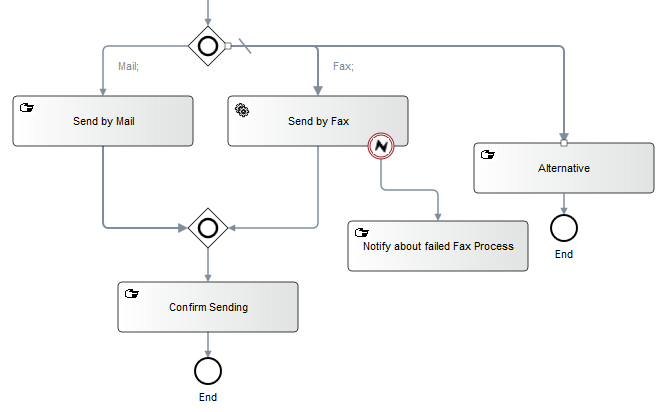 Mail;
Fax;
Send by Mail
Send by Fax
Alternative
Notify about failed Fax Process
End
Confirm Sending
End